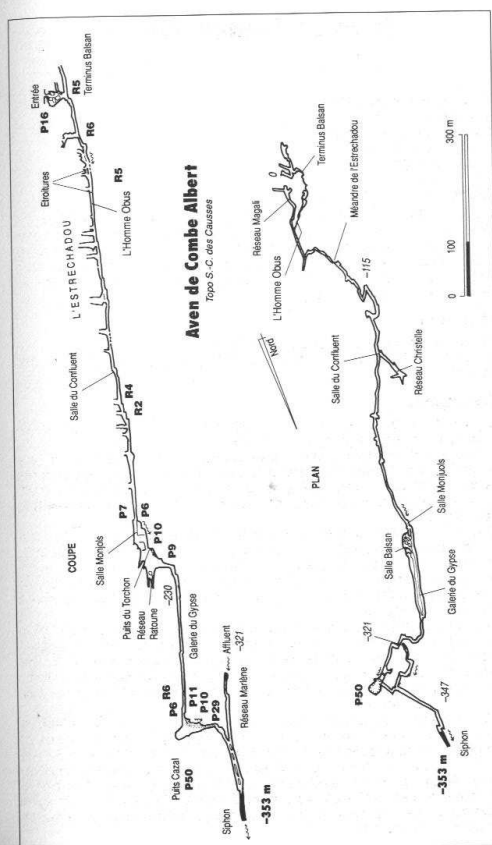 Aven de Combe Albert
Topo S.-C. des Causses
COUPE
Entrée
P16
R5
Terminus Balsan
R6
Etroitures
R5
L'Homme Obus
L'ESTRECHADOU
Salle du Confluent
R4
R2
P7
P6
Salle Monjols
P10
Puits du Torchon
P9
Réseau
Ratoune
–230
Galerie du Gypse
R6
P6
P11
P10
P29
Puits Cazal
P50
Affluent
–321
Réseau Marlène
Siphon
–353 m
PLAN
Nord
Réseau Magali
Terminus Balsan
L'Homme Obus
Méandre de l'Estrechadou
–115
Salle du Confluent
Réseau Christelle
Salle Monjuols
Salle Balsan
Galerie du Gypse
–321
P50
–347
Siphon
–353 m
0 100 300 m